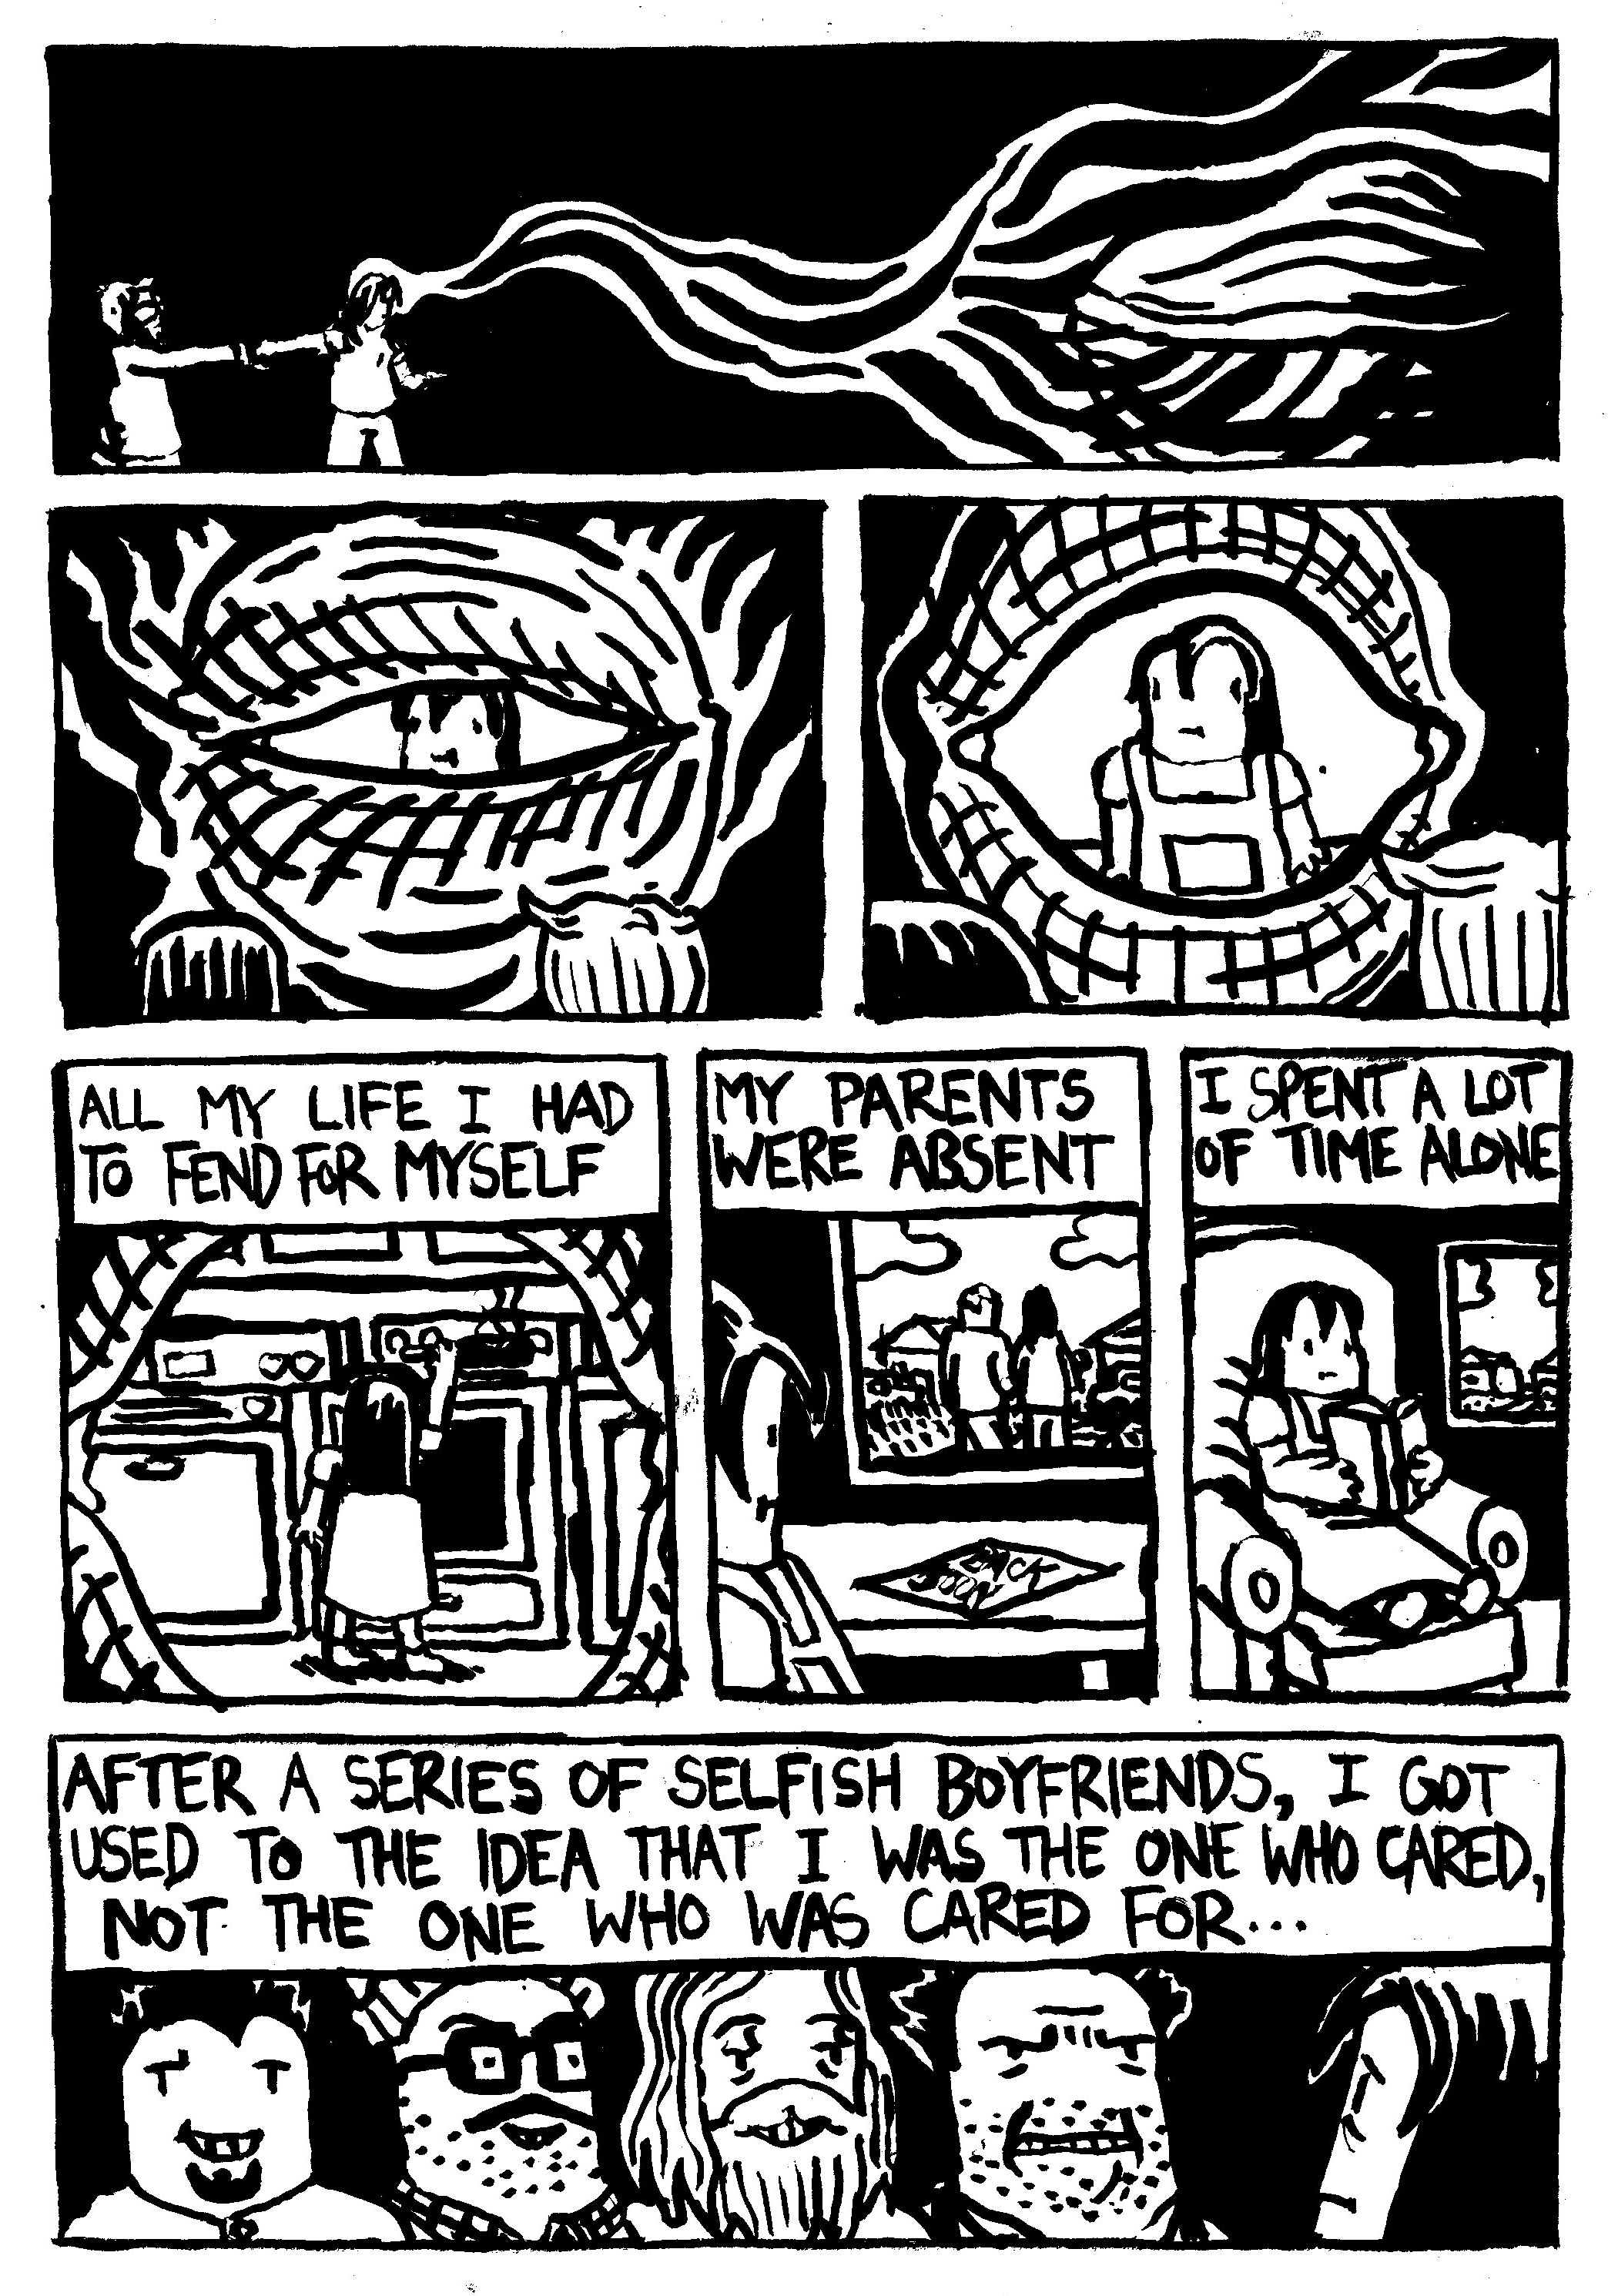 ALL MY LIFE I HAD
TO FEND FOR MYSELF
MY PARENTS
WERE ABSENT
BACK
SOON
I SPENT A LOT
OF TIME ALONE
AFTER A SERIES OF SELFISH BOYFRIENDS, I GOT
USED TO THE IDEA THAT I WAS THE ONE WHO CARED,
NOT THE ONE WHO WAS CARED FOR...